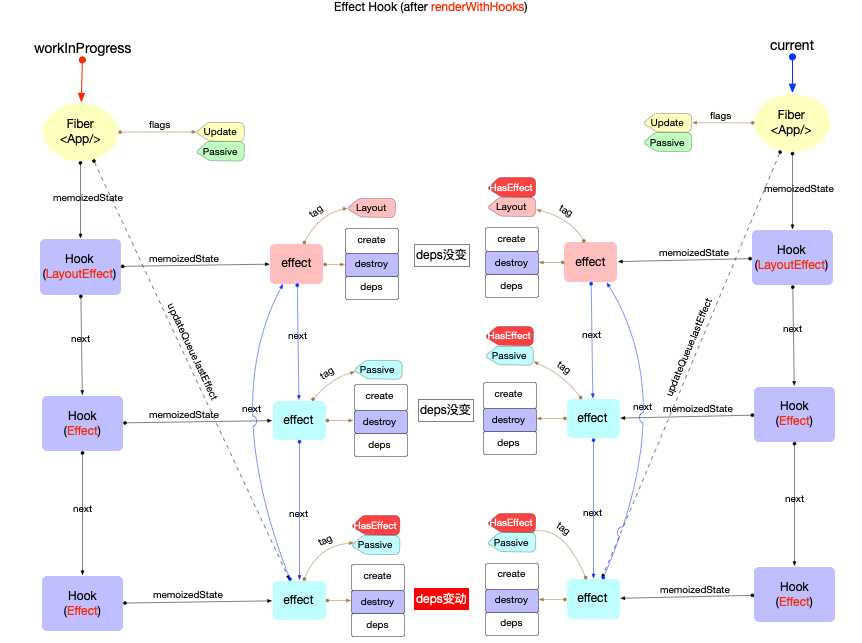 Effect Hook (after renderWithHooks)
workInProgress
current
Fiber
<App/>
flags
Update
Passive
Fiber
<App/>
flags
Update
Passive
memoizedState
memoizedState
Hook
(LayoutEffect)
memoizedState
effect
tag
Layout
create
destroy
deps
deps没变
HasEffect
Layout
tag
create
destroy
deps
effect
memoizedState
Hook
(LayoutEffect)
next
updateQueue.lastEffect
next
next
updateQueue.lastEffect
next
Hook
(Effect)
memoizedState
next
effect
tag
Passive
create
destroy
deps
deps没变
HasEffect
Passive
tag
create
destroy
deps
effect
next
memoizedState
Hook
(Effect)
next
next
next
next
Hook
(Effect)
memoizedState
effect
tag
HasEffect
Passive
create
destroy
deps
deps变动
HasEffect
Passive
tag
create
destroy
deps
effect
memoizedState
Hook
(Effect)